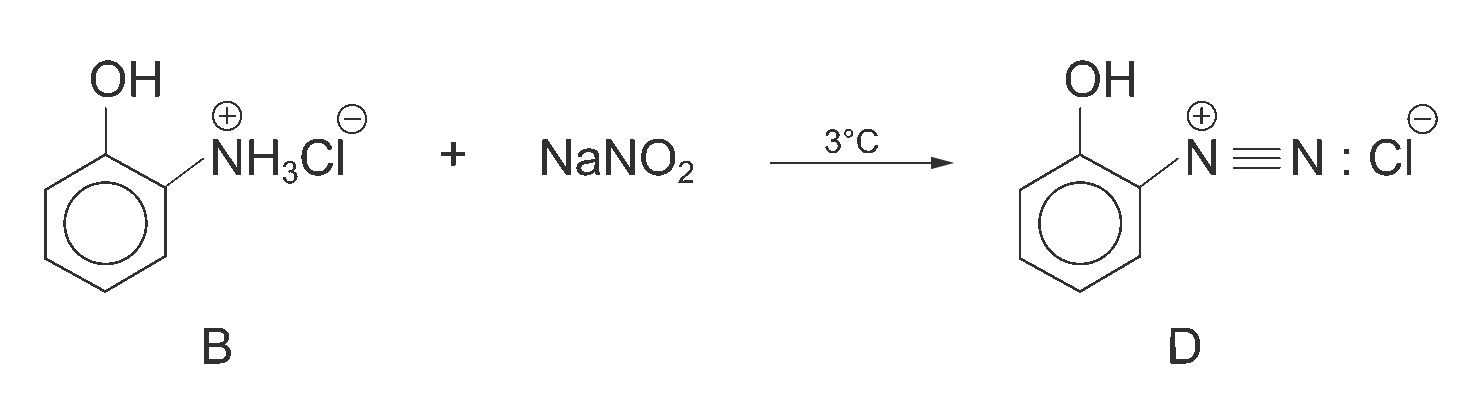 OH OH
⊕ ⊖ ⊕ ⊖
NH₃Cl + NaNO₂ 3°C N≡N : Cl
B D